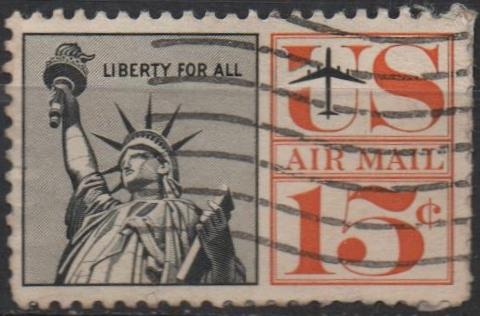 LIBERTY FOR ALL
US
AIR MAIL
15¢